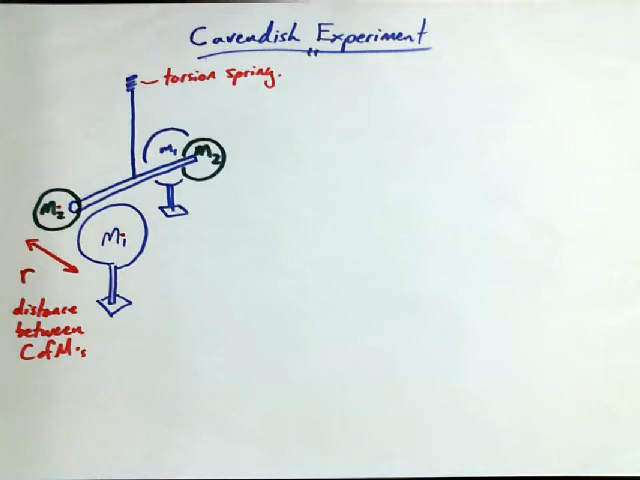 Cavendish Experiment
torsion spring.
M1
M2
M2
M1
r
distance
between
C of M's